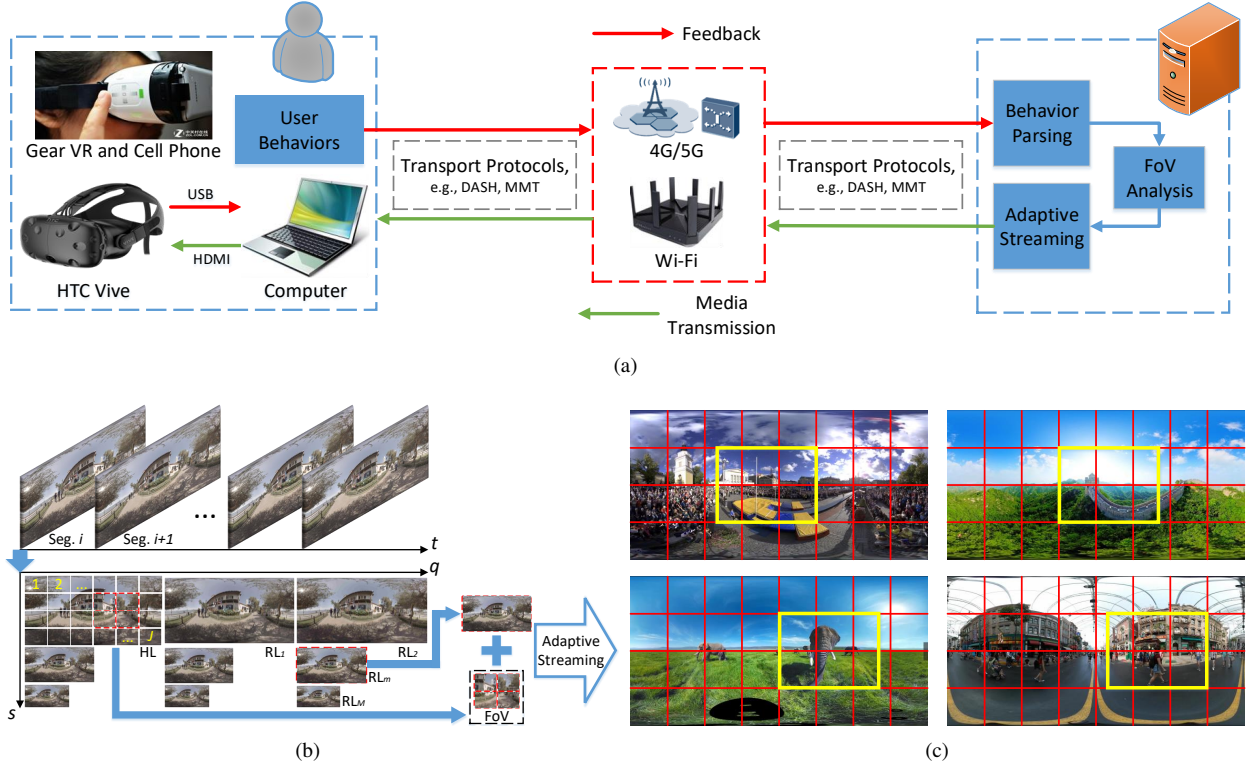 Feedback
User
Behaviors
Gear VR and Cell Phone
USB
HDMI
HTC Vive
Computer
Transport Protocols,
e.g., DASH, MMT
4G/5G
Wi-Fi
Transport Protocols,
e.g., DASH, MMT
Behavior
Parsing
FoV
Analysis
Adaptive
Streaming
Media
Transmission
(a)
Seg. i
Seg. i+1
...
t
q
1 2 ...
... J
HL
RL1
RL2
RLm
RLM
s
FoV
Adaptive
Streaming
(b)
(c)